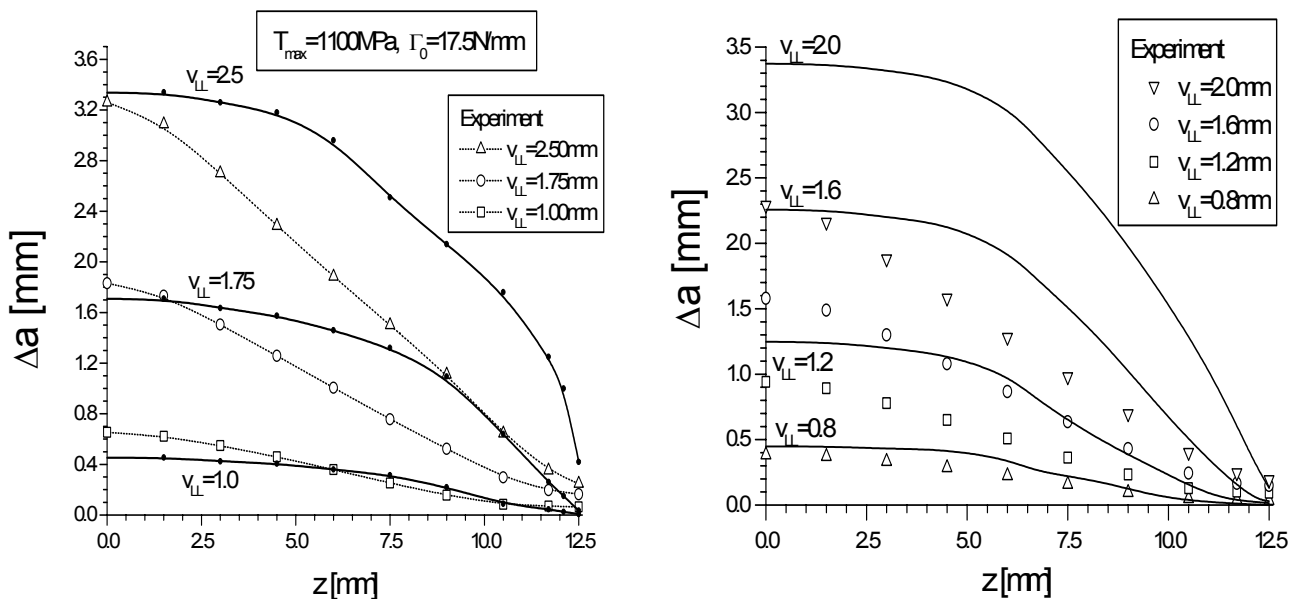 T_max=1100MPa, Γ_0=17.5N/mm
Δa [mm]
3.6
3.2
2.8
2.4
2.0
1.6
1.2
0.8
0.4
0.0
v_LL=2.5
v_LL=1.75
v_LL=1.0
Experiment
v_LL=2.50mm
v_LL=1.75mm
v_LL=1.00mm
0.0 2.5 5.0 7.5 10.0 12.5
z [mm]
Δa [mm]
3.5
3.0
2.5
2.0
1.5
1.0
0.5
0.0
v_LL=2.0
v_LL=1.6
v_LL=1.2
v_LL=0.8
Experiment
v_LL=2.0mm
v_LL=1.6mm
v_LL=1.2mm
v_LL=0.8mm
0.0 2.5 5.0 7.5 10.0 12.5
z [mm]